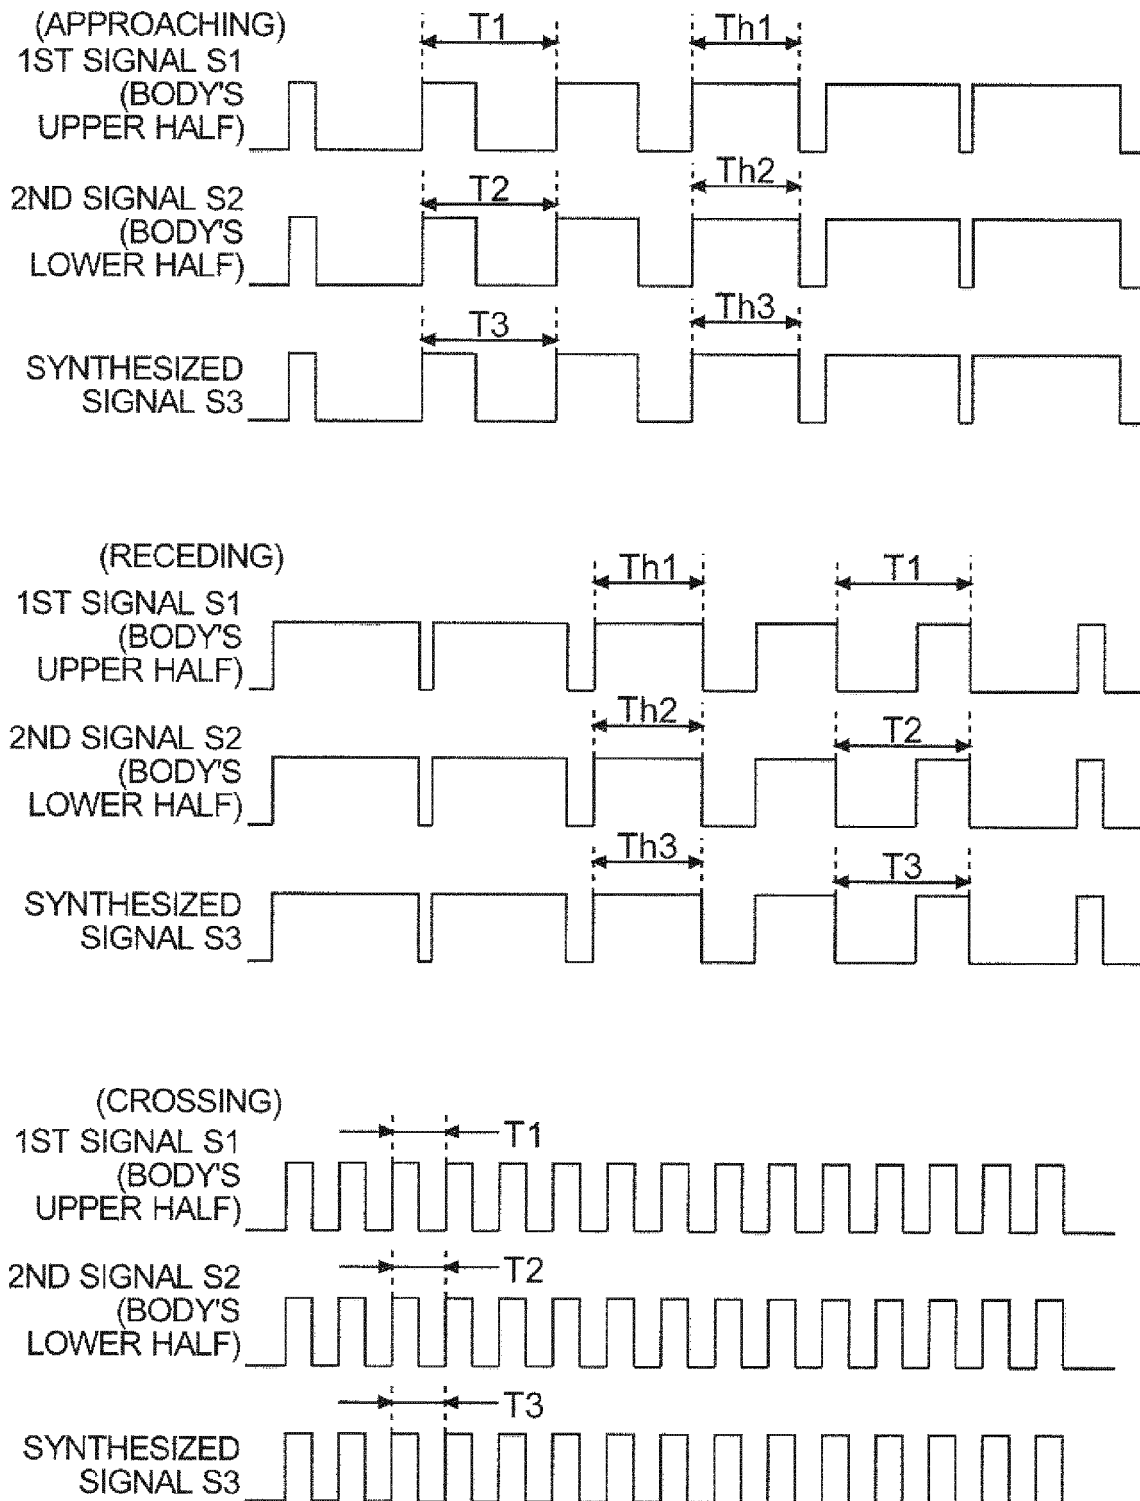 (APPROACHING)
T1
Th1
1ST SIGNAL S1
(BODY'S
UPPER HALF)
Th2
T2
2ND SIGNAL S2
(BODY'S
LOWER HALF)
Th3
T3
SYNTHESIZED
SIGNAL S3
(RECEDING)
Th1
T1
1ST SIGNAL S1
(BODY'S
UPPER HALF)
Th2
T2
2ND SIGNAL S2
(BODY'S
LOWER HALF)
Th3
T3
SYNTHESIZED
SIGNAL S3
(CROSSING)
T1
1ST SIGNAL S1
(BODY'S
UPPER HALF)
T2
2ND SIGNAL S2
(BODY'S
LOWER HALF)
T3
SYNTHESIZED
SIGNAL S3